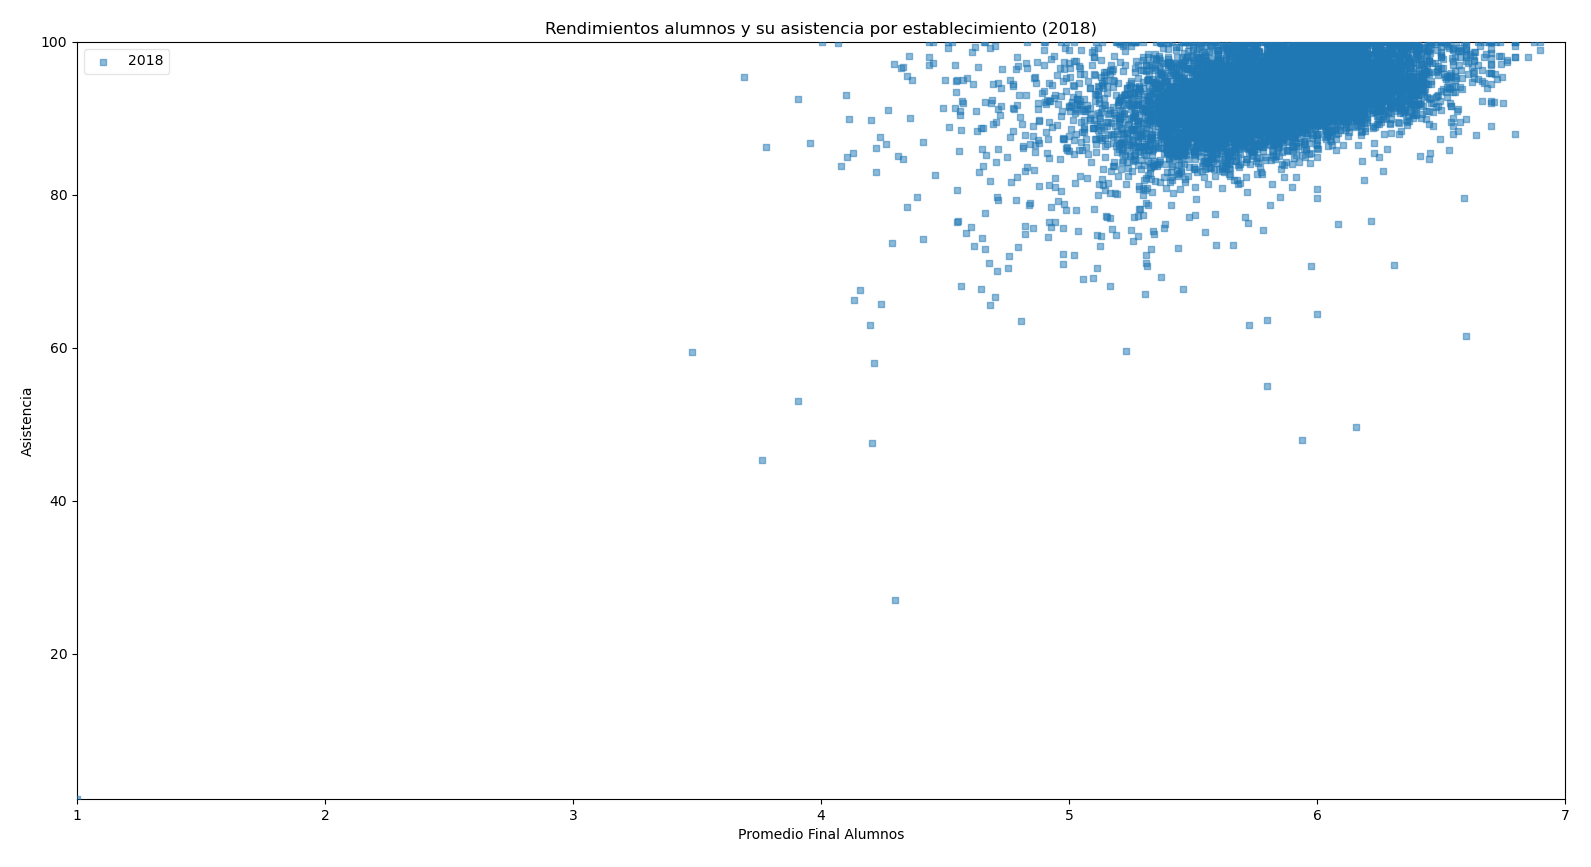 Rendimientos alumnos y su asistencia por establecimiento (2018)
2018
100
80
60
40
20
Asistencia
1 2 3 4 5 6 7
Promedio Final Alumnos